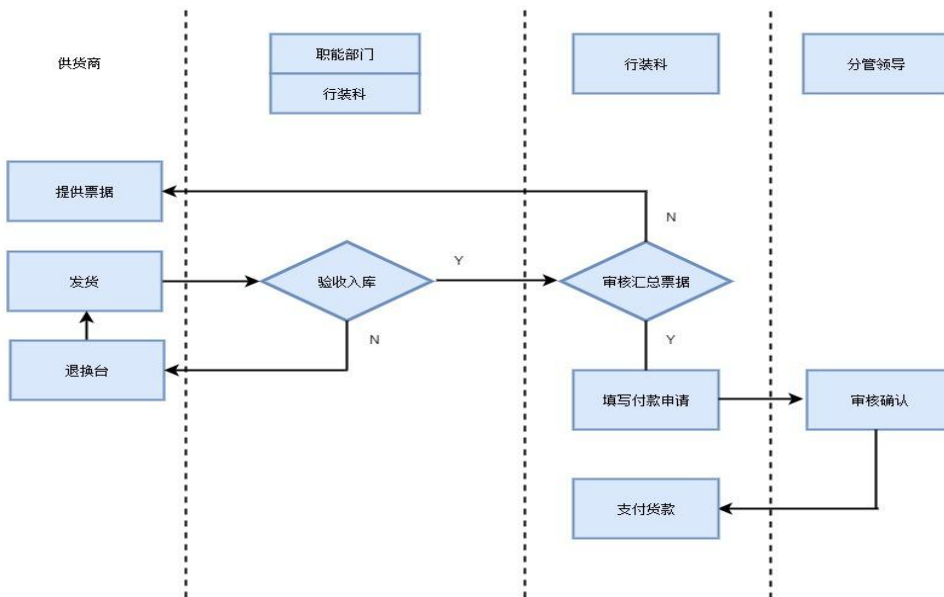 供货商
职能部门
行装科
行装科
分管领导
提供票据
N
发货
验收入库
Y
审核汇总票据
N
Y
退换台
填写付款申请
审核确认
支付货款